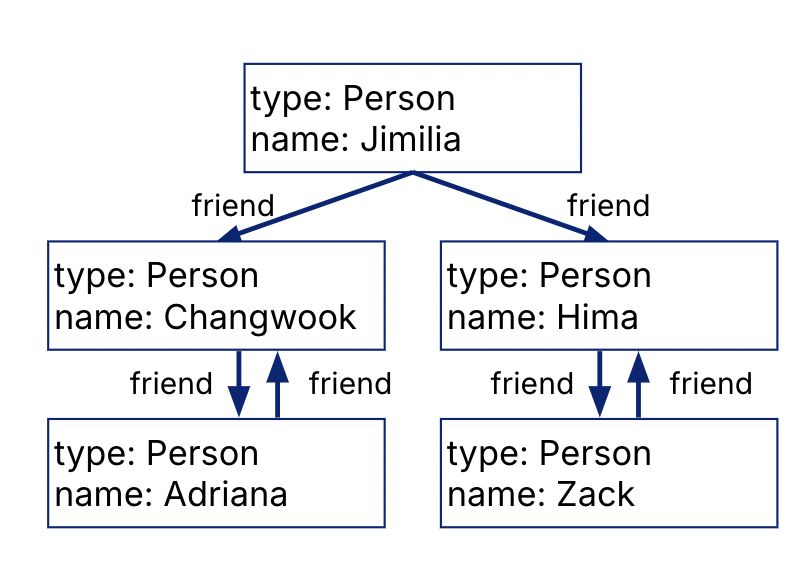 type: Person
name: Jimilia
friend
friend
type: Person
name: Changwook
type: Person
name: Hima
friend
friend
friend
friend
type: Person
name: Adriana
type: Person
name: Zack